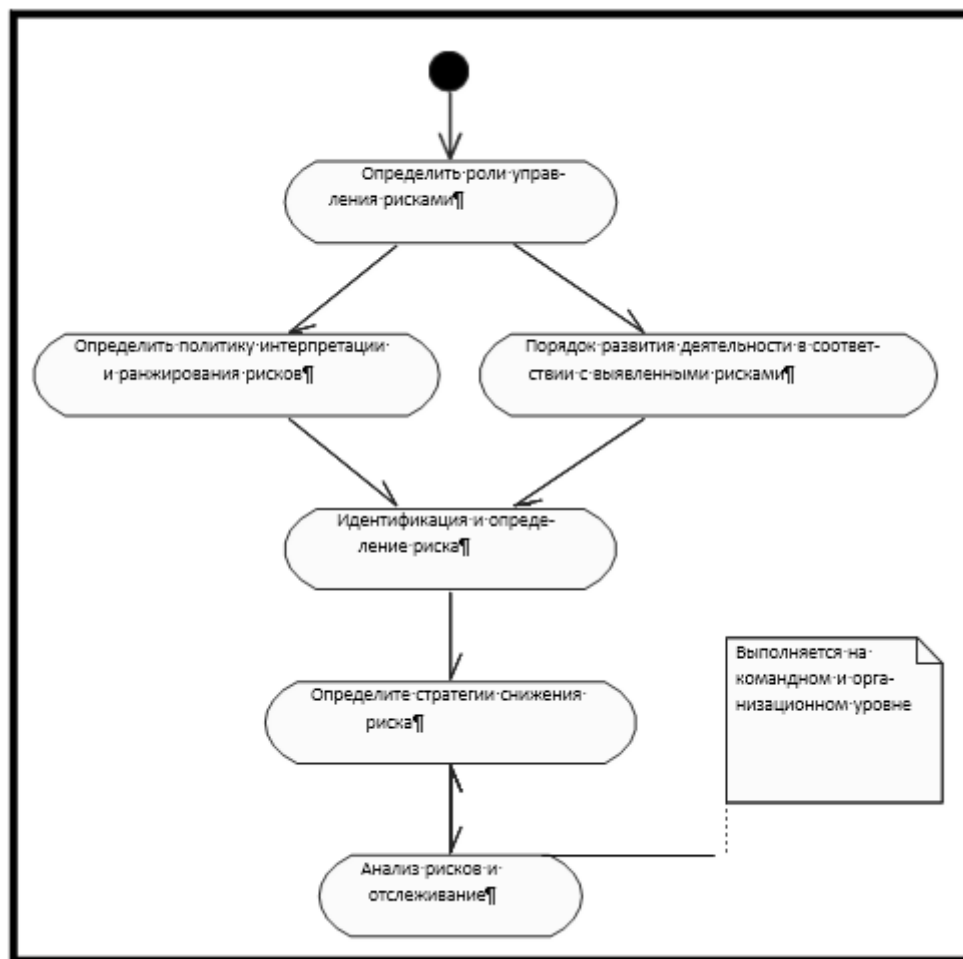 Определить·роли·управ-
ления·рисками¶
Определить·политику·интерпретации·
и·ранжирования·рисков¶
Порядок·развития·деятельности·в·соответ-
ствии·с·выявленными·рисками¶
Идентификация·и·опреде-
ление·риска¶
Определите·стратегии·снижения·
риска¶
Выполняется·на·
командном·и·орга-
низационном·уровне
Анализ·рисков·и·
отслеживание¶